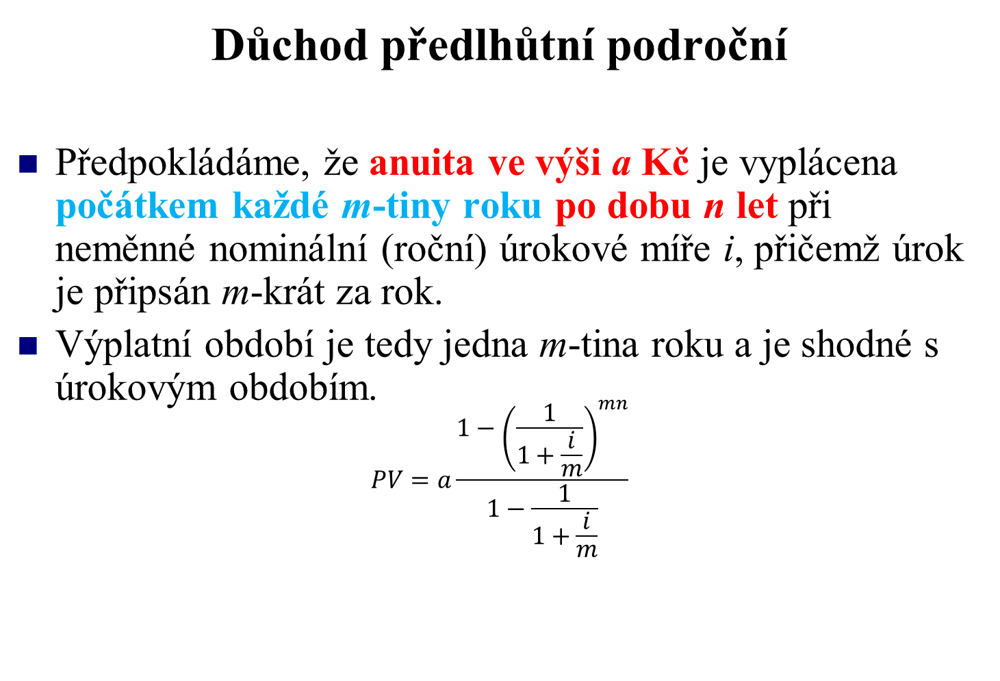 Důchod předlhůtní područní
Předpokládáme, že anuita ve výši a Kč je vyplácena
počátkem každé m-tiny roku po dobu n let při
neměnné nominální (roční) úrokové míře i, přičemž úrok
je připsán m-krát za rok.
Výplatní období je tedy jedna m-tina roku a je shodné s
úrokovým obdobím.
PV = a \frac{1 - \left(\frac{1}{1 + \frac{i}{m}}\right)^{mn}}{1 - \frac{1}{1 + \frac{i}{m}}}